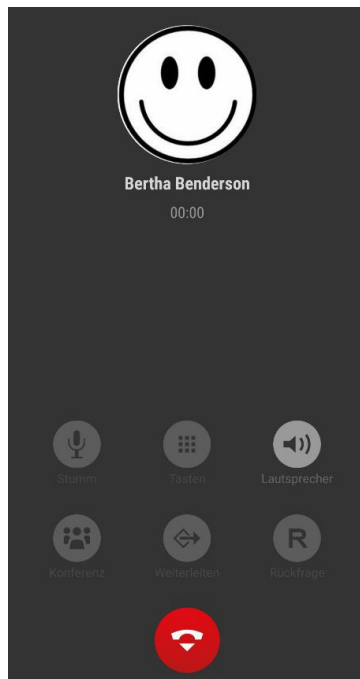 Bertha Benderson
00:00
Stumm Tasten Lautsprecher
R
Konferenz Weiterleiten Rückfrage